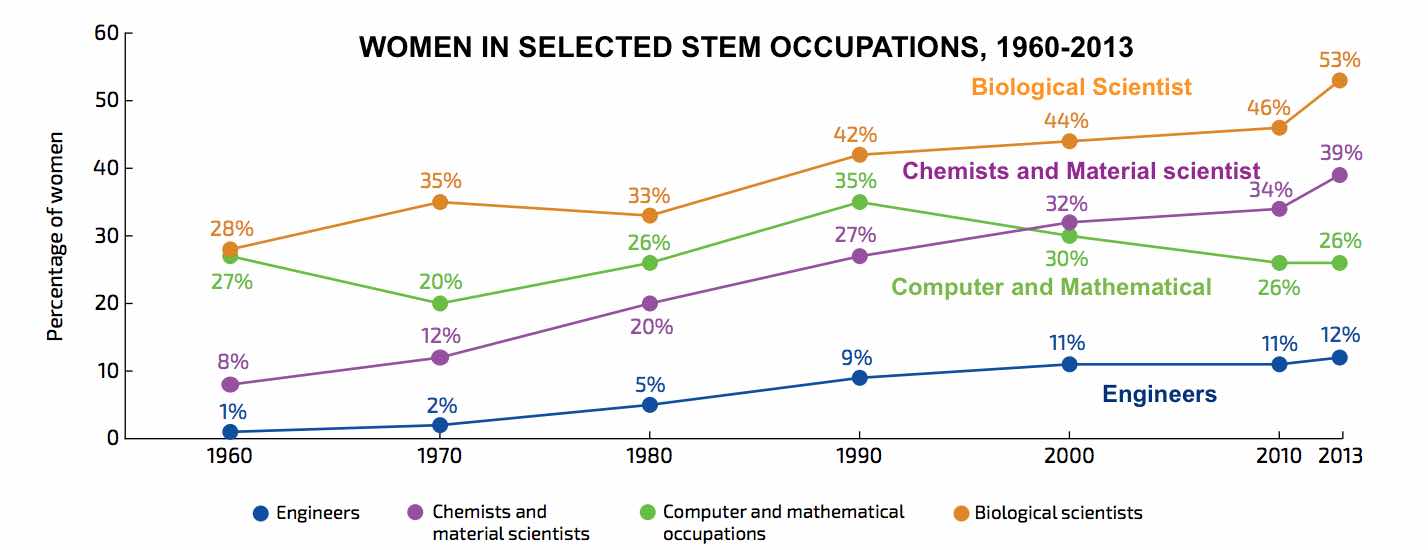 WOMEN IN SELECTED STEM OCCUPATIONS, 1960-2013
Percentage of women
60
50
40
30
20
10
0
Biological Scientist
28%
35%
33%
42%
44%
46%
53%
Chemists and Material scientist
8%
12%
20%
27%
32%
34%
39%
Computer and Mathematical
27%
20%
26%
35%
30%
26%
26%
Engineers
1%
2%
5%
9%
11%
11%
12%
1960 1970 1980 1990 2000 2010 2013
Engineers
Chemists and
material scientists
Computer and mathematical
occupations
Biological scientists